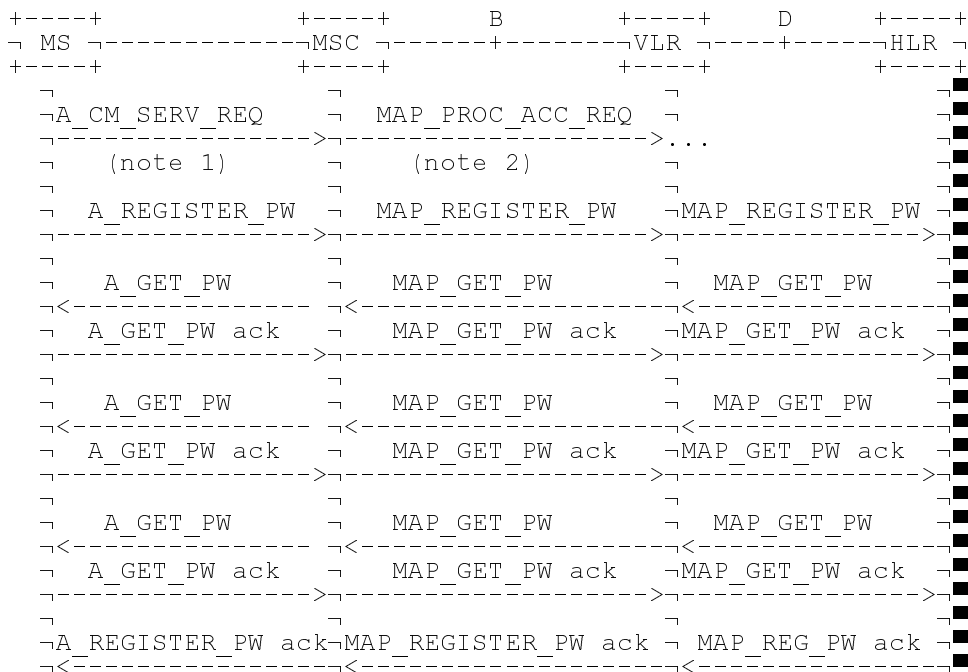 +----+ +----+ B +----+ D +----+
¬ MS ¬-------------¬MSC ¬------+--------¬VLR ¬----+------¬HLR ¬
+----+ +----+ +----+ +----+
¬ ¬ ¬ ¬
¬A_CM_SERV_REQ ¬ MAP_PROC_ACC_REQ ¬ ¬
¬---------------->¬------------------->¬... ¬
¬ (note 1) ¬ (note 2) ¬ ¬
¬ ¬ ¬ ¬
¬ A_REGISTER_PW ¬ MAP_REGISTER_PW ¬MAP_REGISTER_PW ¬
¬---------------->¬------------------->¬--------------->¬
¬ ¬ ¬ ¬
¬ A_GET_PW ¬ MAP_GET_PW ¬ MAP_GET_PW ¬
¬<--------------- ¬<-------------------¬<---------------¬
¬ A_GET_PW ack ¬ MAP_GET_PW ack ¬MAP_GET_PW ack ¬
¬---------------->¬------------------->¬--------------->¬
¬ ¬ ¬ ¬
¬ A_GET_PW ¬ MAP_GET_PW ¬ MAP_GET_PW ¬
¬<--------------- ¬<-------------------¬<---------------¬
¬ A_GET_PW ack ¬ MAP_GET_PW ack ¬MAP_GET_PW ack ¬
¬---------------->¬------------------->¬--------------->¬
¬ ¬ ¬ ¬
¬ A_GET_PW ¬ MAP_GET_PW ¬ MAP_GET_PW ¬
¬<--------------- ¬<-------------------¬<---------------¬
¬ A_GET_PW ack ¬ MAP_GET_PW ack ¬MAP_GET_PW ack ¬
¬---------------->¬------------------->¬--------------->¬
¬ ¬ ¬ ¬
¬A_REGISTER_PW ack¬MAP_REGISTER_PW ack¬ MAP_REG_PW ack ¬
¬<----------------¬<-------------------¬<---------------¬